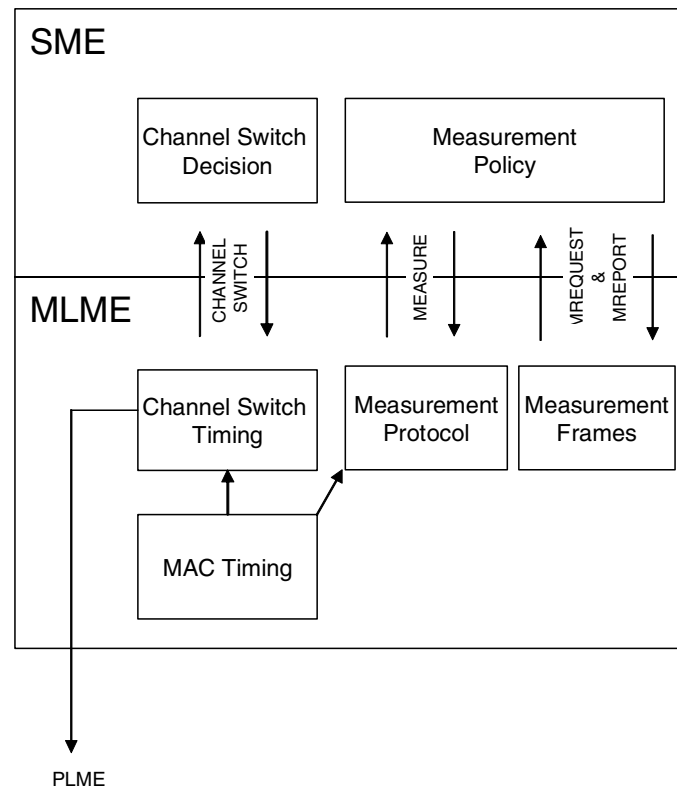 SME
Channel Switch
Decision
Measurement
Policy
CHANNEL
SWITCH
MEASURE
MREQUEST
&
MREPORT
MLME
Channel Switch
Timing
Measurement
Protocol
Measurement
Frames
MAC Timing
PLME